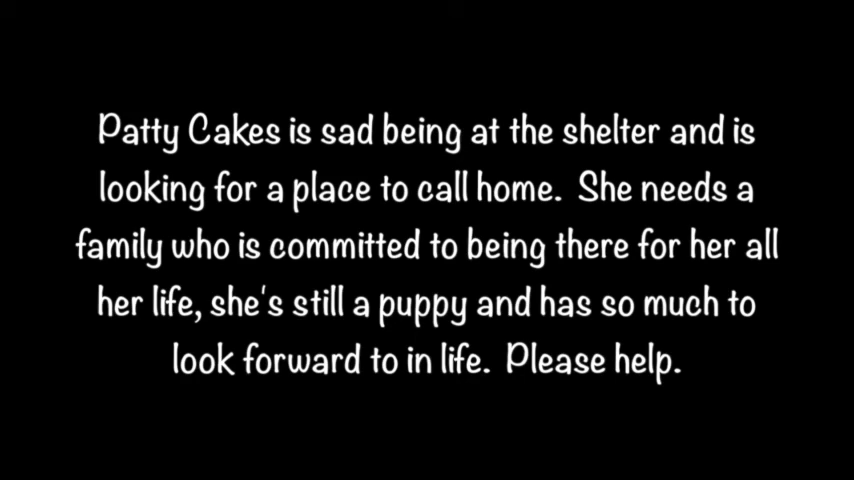 Patty Cakes is sad being at the shelter and is
looking for a place to call home.  She needs a
family who is committed to being there for her all
her life, she's still a puppy and has so much to
look forward to in life.  Please help.